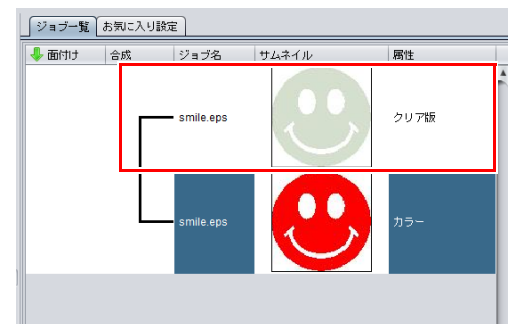 ジョブ一覧 お気に入り設定
面付け 合成 ジョブ名 サムネイル 属性
smile.eps クリア版
smile.eps カラー